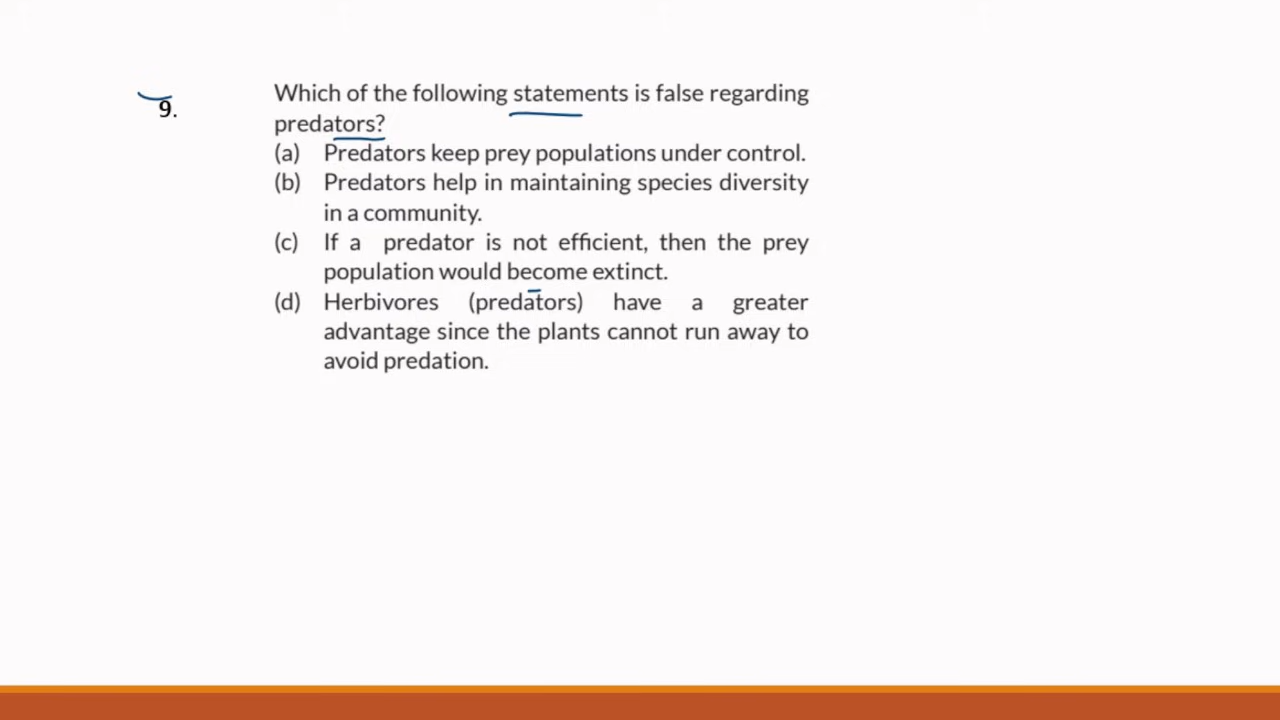 9.
Which of the following statements is false regarding
predators?
(a) Predators keep prey populations under control.
(b) Predators help in maintaining species diversity
in a community.
(c) If a predator is not efficient, then the prey
population would become extinct.
(d) Herbivores (predators) have a greater
advantage since the plants cannot run away to
avoid predation.